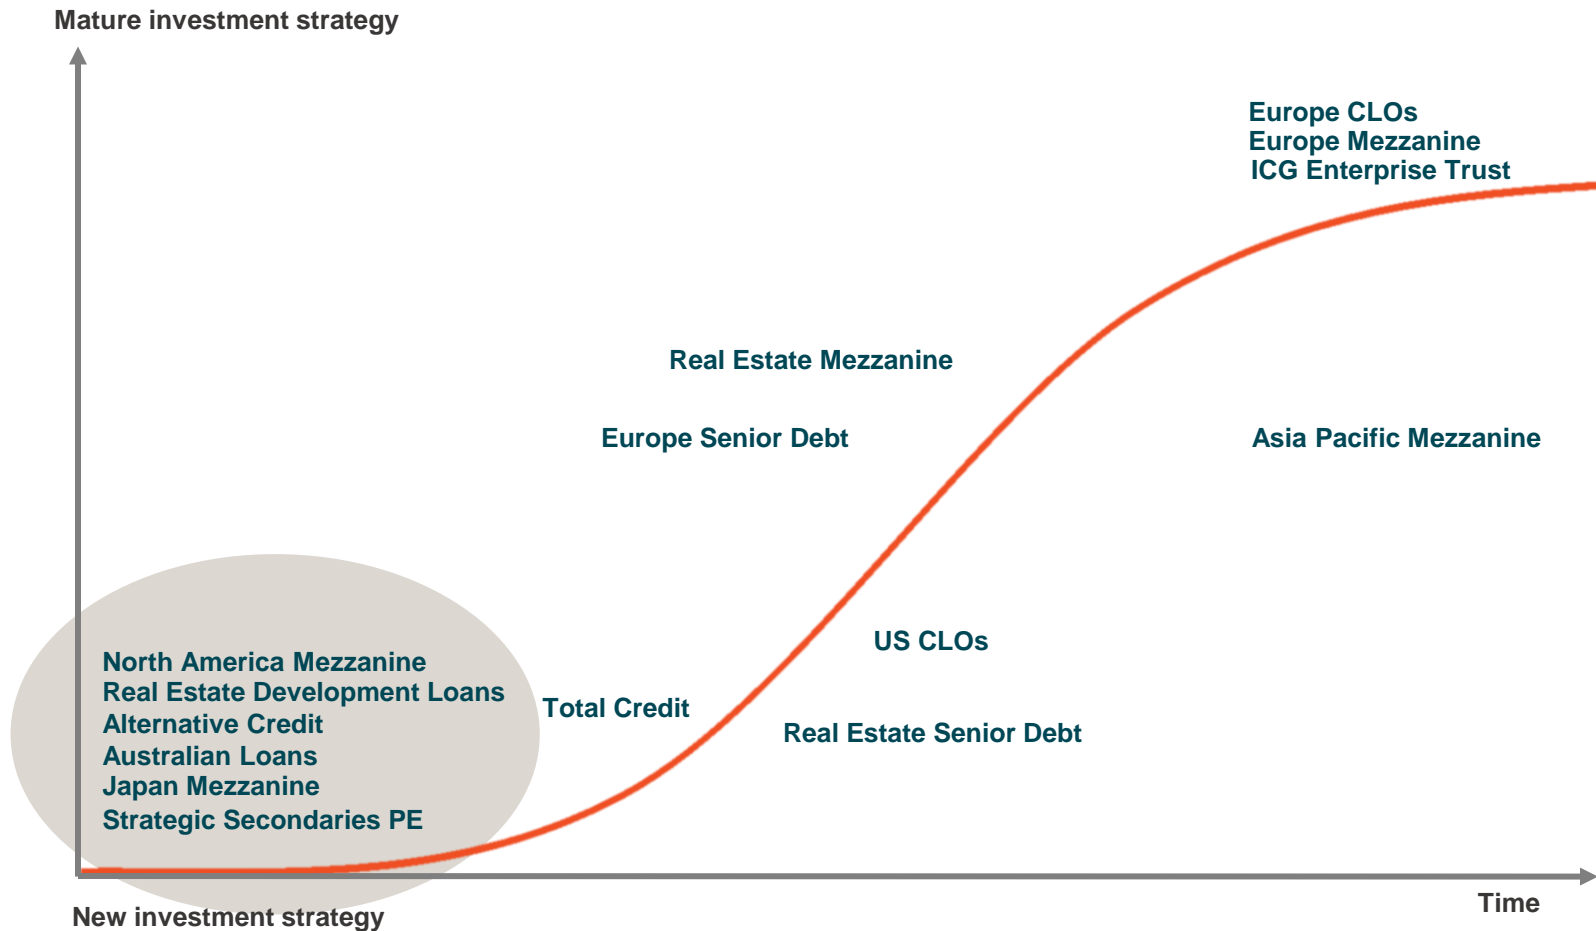 Mature investment strategy
Europe CLOs
Europe Mezzanine
ICG Enterprise Trust
Real Estate Mezzanine
Europe Senior Debt
Asia Pacific Mezzanine
US CLOs
North America Mezzanine
Real Estate Development Loans
Total Credit
Alternative Credit
Real Estate Senior Debt
Australian Loans
Japan Mezzanine
Strategic Secondaries PE
Time
New investment strategy